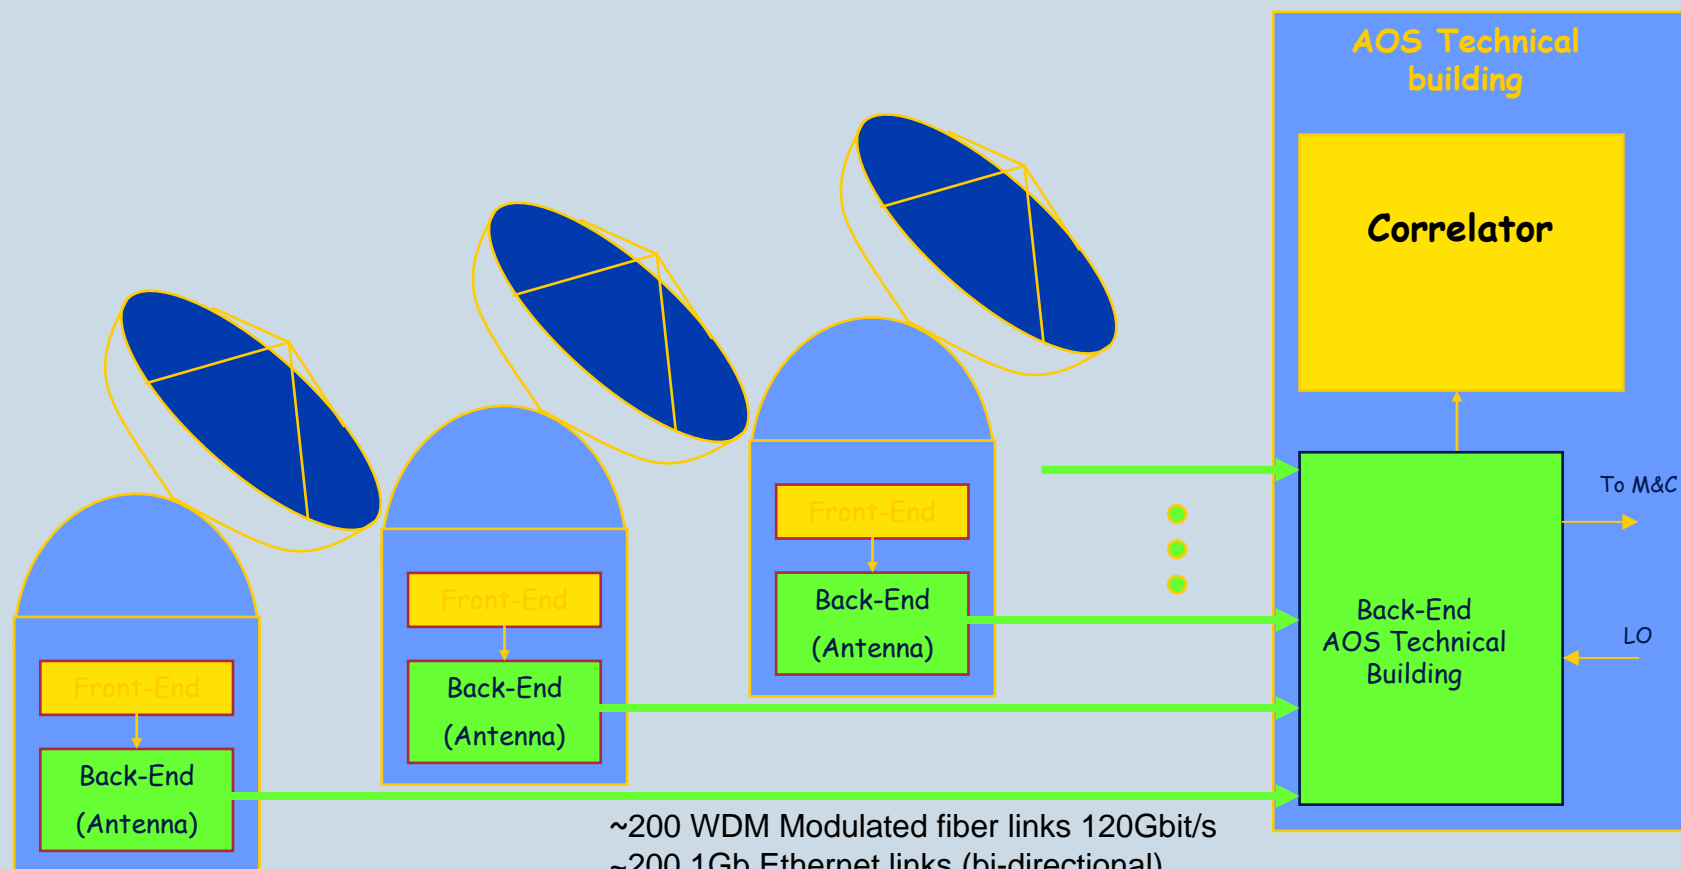 AOS Technical
building
Correlator
To M&C
Front-End
Back-End
(Antenna)
Front-End
Back-End
(Antenna)
Front-End
Back-End
(Antenna)
Back-End
AOS Technical
Building
LO
~200 WDM Modulated fiber links 120Gbit/s
~200 1Gb Ethernet links (bi-directional)